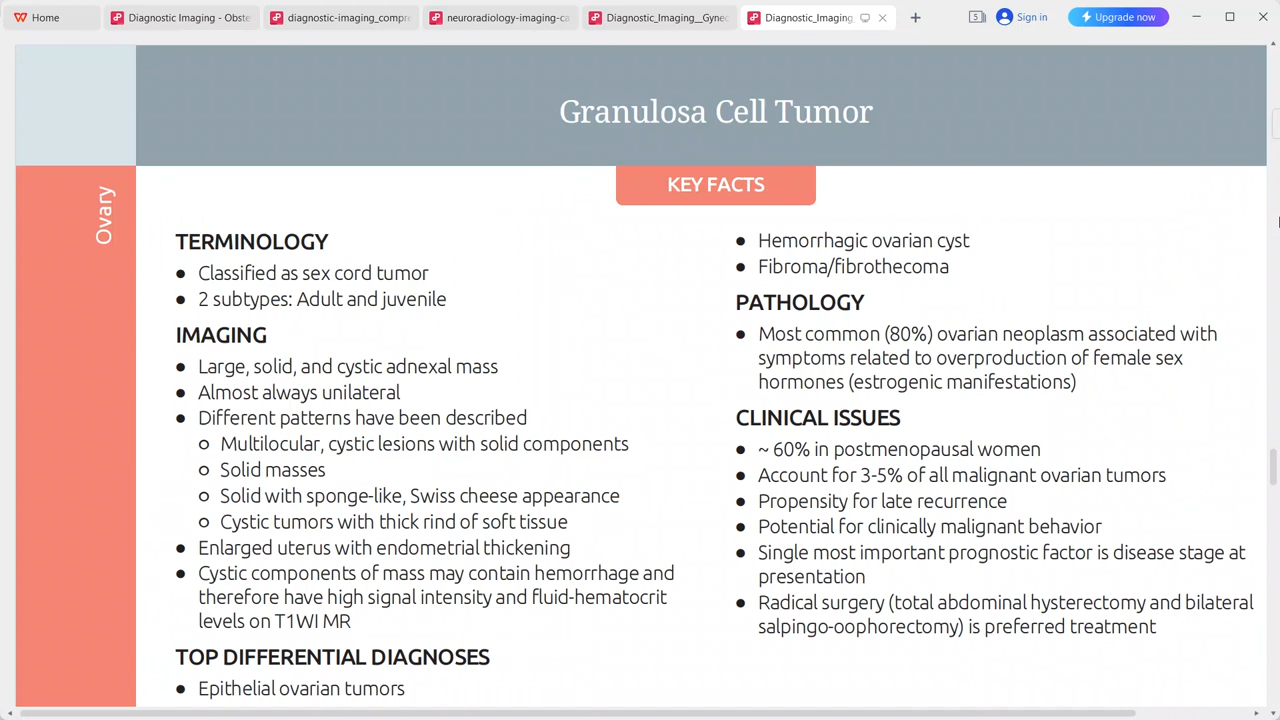 Home
Diagnostic Imaging - Obste
diagnostic-imaging_compre
neuroradiology-imaging-ca
Diagnostic_Imaging__Gynec
Diagnostic_Imaging_
5
Sign in
Upgrade now
Granulosa Cell Tumor
KEY FACTS
Ovary
TERMINOLOGY
● Classified as sex cord tumor
● 2 subtypes: Adult and juvenile
IMAGING
● Large, solid, and cystic adnexal mass
● Almost always unilateral
● Different patterns have been described
○ Multilocular, cystic lesions with solid components
○ Solid masses
○ Solid with sponge-like, Swiss cheese appearance
○ Cystic tumors with thick rind of soft tissue
● Enlarged uterus with endometrial thickening
● Cystic components of mass may contain hemorrhage and
therefore have high signal intensity and fluid-hematocrit
levels on T1WI MR
TOP DIFFERENTIAL DIAGNOSES
● Epithelial ovarian tumors
● Hemorrhagic ovarian cyst
● Fibroma/fibrothecoma
PATHOLOGY
● Most common (80%) ovarian neoplasm associated with
symptoms related to overproduction of female sex
hormones (estrogenic manifestations)
CLINICAL ISSUES
● ~ 60% in postmenopausal women
● Account for 3-5% of all malignant ovarian tumors
● Propensity for late recurrence
● Potential for clinically malignant behavior
● Single most important prognostic factor is disease stage at
presentation
● Radical surgery (total abdominal hysterectomy and bilateral
salpingo-oophorectomy) is preferred treatment